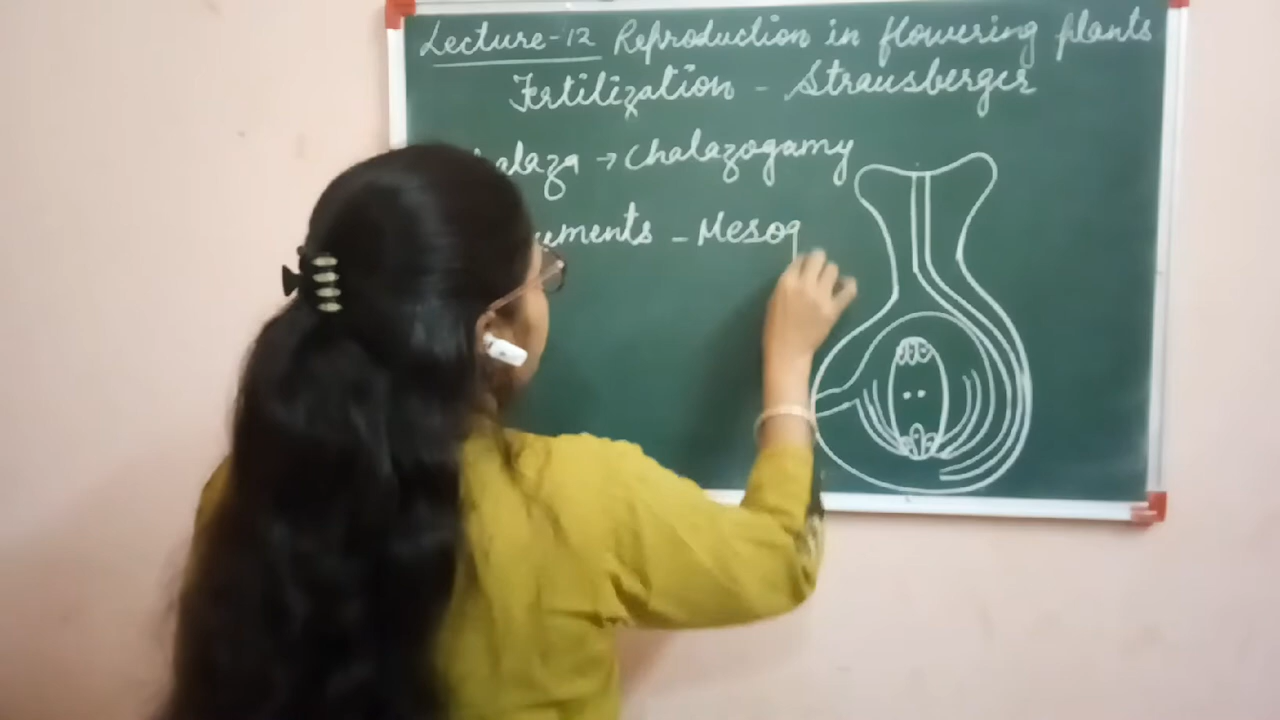 Lecture-12 Reproduction in flowering plants
Fertilization - Strausberger
alaza → Chalazogamy
uments - Mesog